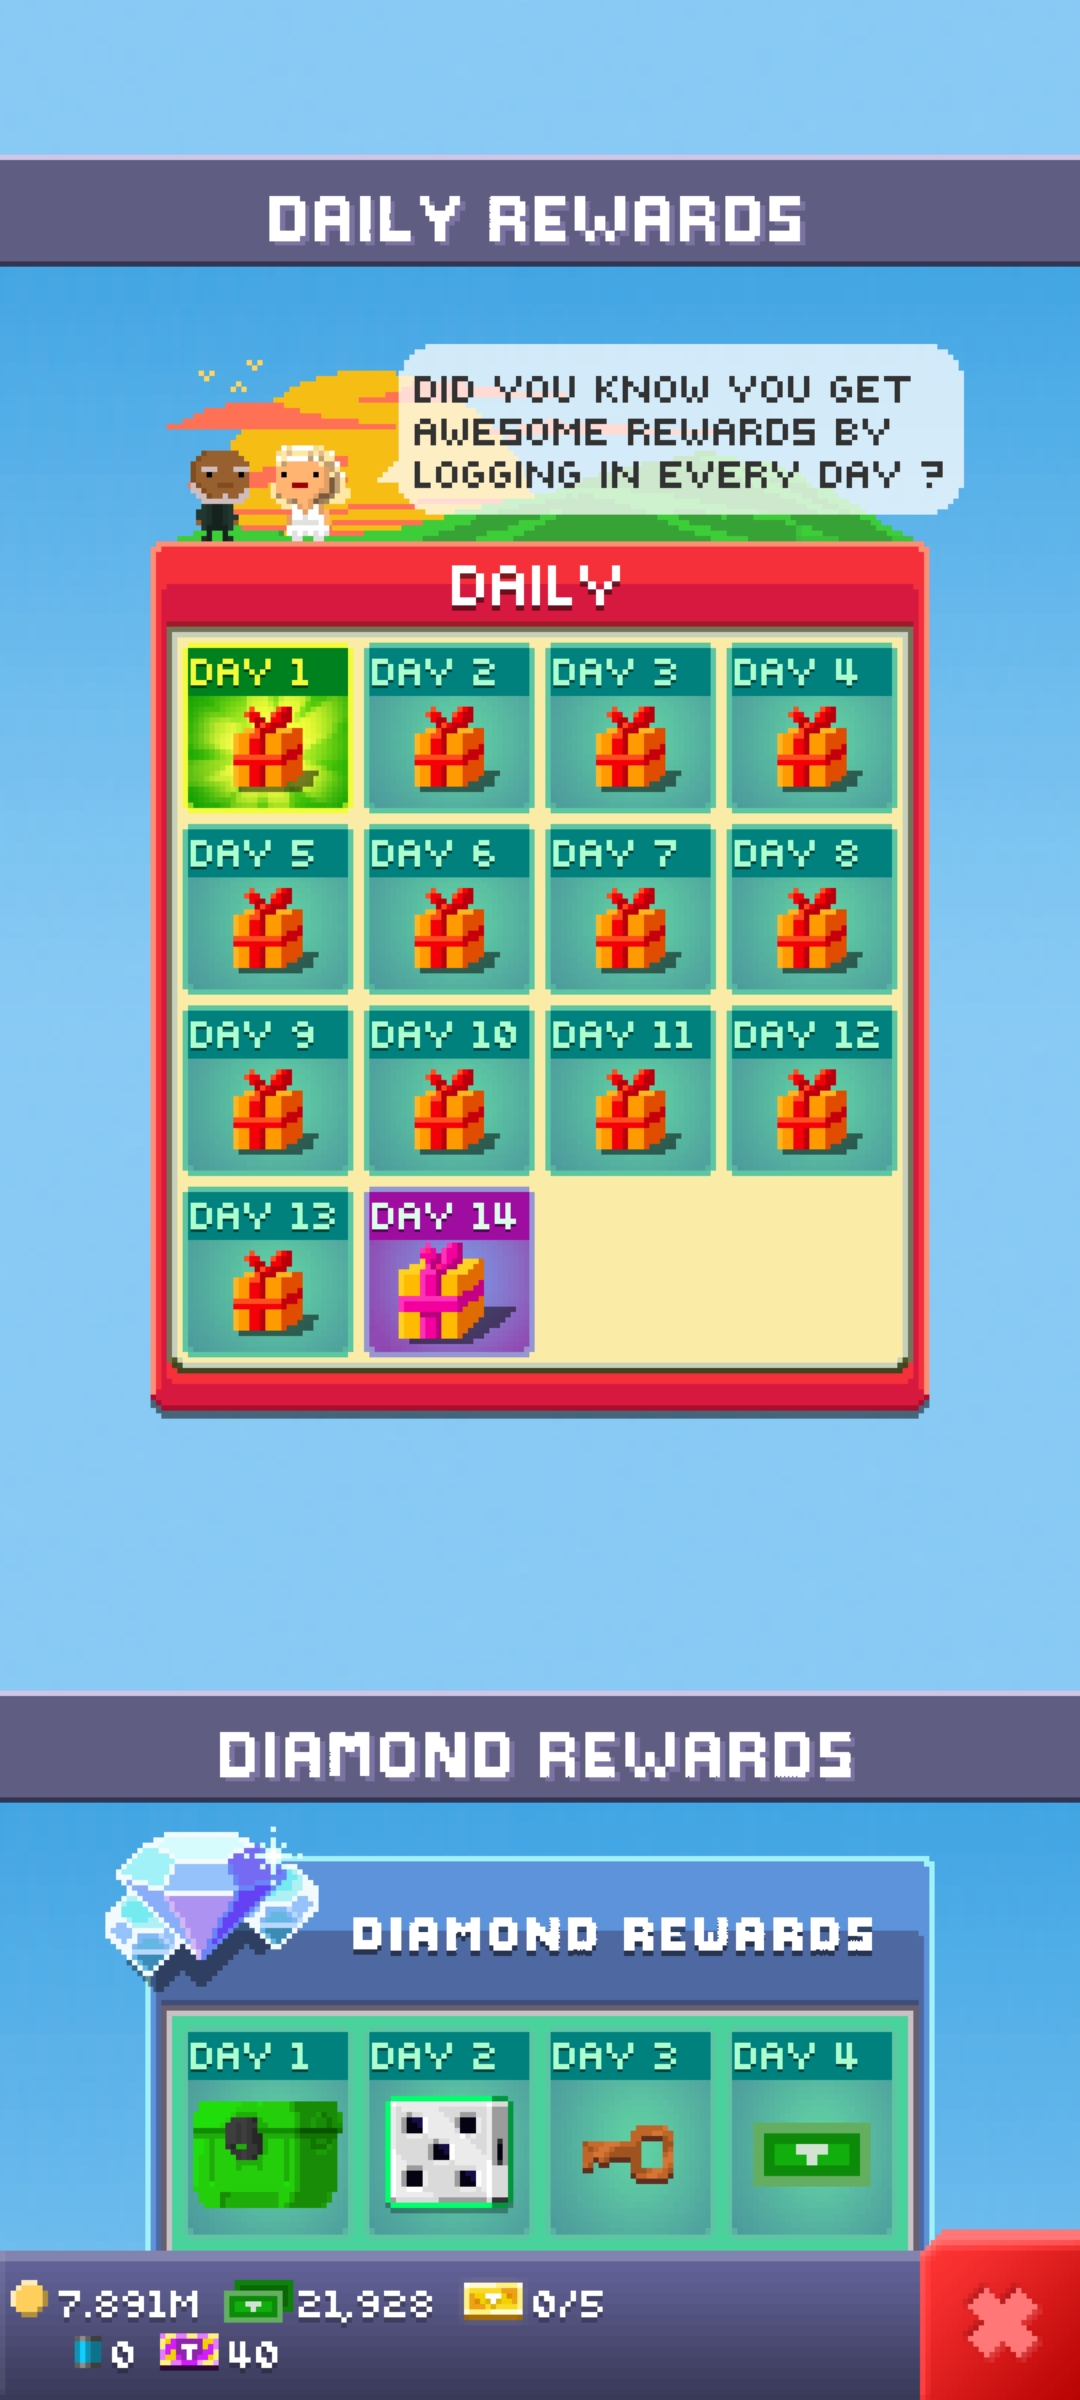 DAILY REWARDS
DID YOU KNOW YOU GET
AWESOME REWARDS BY
LOGGING IN EVERY DAY ?
DAILY
DAY 1 DAY 2 DAY 3 DAY 4
DAY 5 DAY 6 DAY 7 DAY 8
DAY 9 DAY 10 DAY 11 DAY 12
DAY 13 DAY 14
DIAMOND REWARDS
DIAMOND REWARDS
DAY 1 DAY 2 DAY 3 DAY 4
7.891M 21,928 0/5
0 40